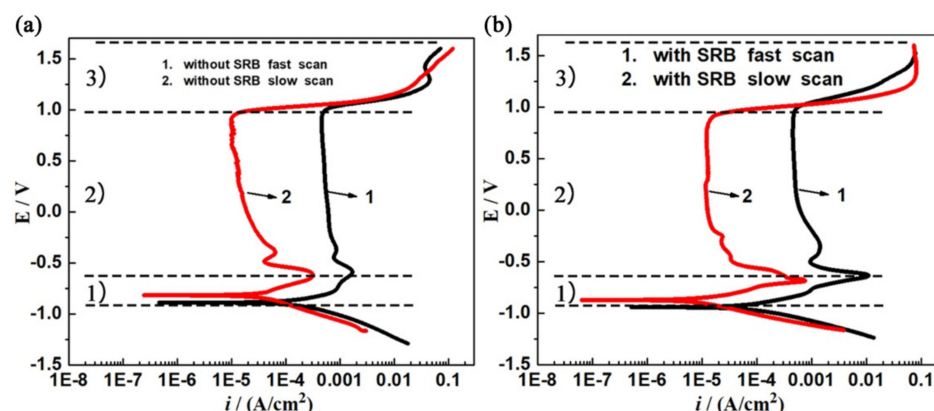 (a)
1. without SRB fast scan
2. without SRB slow scan
3)
2)
1)
2
1
E / V
1.5
1.0
0.5
0.0
-0.5
-1.0
-1.5
1E-8 1E-7 1E-6 1E-5 1E-4 0.001 0.01 0.1
i / (A/cm²)
(b)
1. with SRB fast scan
2. with SRB slow scan
3)
2)
1)
2
1
E / V
1.5
1.0
0.5
0.0
-0.5
-1.0
-1.5
1E-8 1E-7 1E-6 1E-5 1E-4 0.001 0.01 0.1
i / (A/cm²)